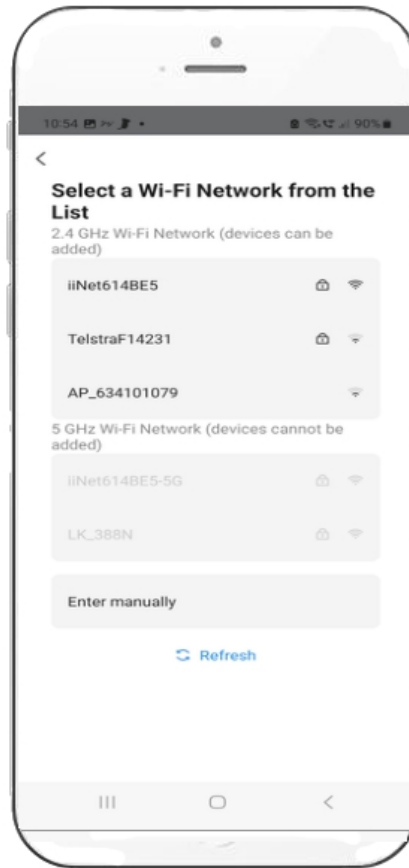 10:54
90%
Select a Wi-Fi Network from the
List
2.4 GHz Wi-Fi Network (devices can be
added)
iiNet614BE5
TelstraF14231
AP_634101079
5 GHz Wi-Fi Network (devices cannot be
added)
iiNet614BE5-5G
LK_388N
Enter manually
Refresh